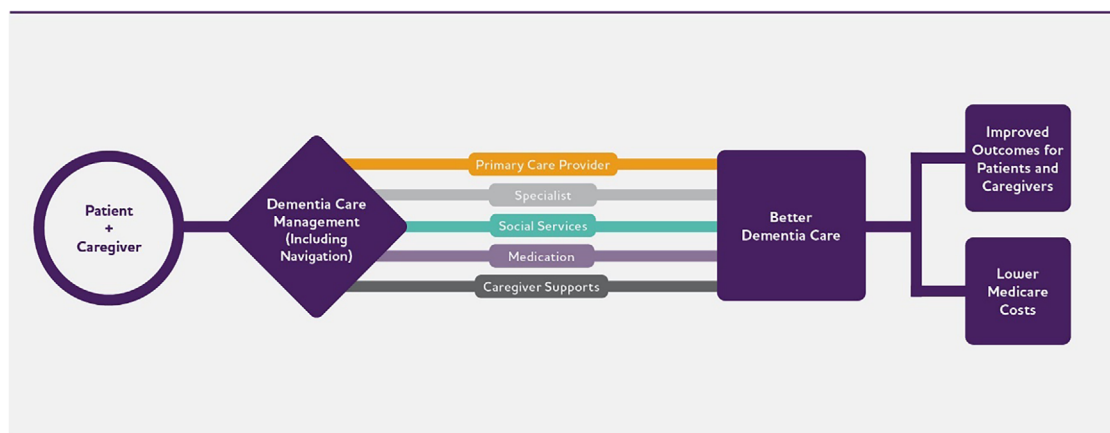 Patient
+
Caregiver
Dementia Care
Management
(Including
Navigation)
Primary Care Provider
Specialist
Social Services
Medication
Caregiver Supports
Better
Dementia Care
Improved
Outcomes for
Patients and
Caregivers
Lower
Medicare
Costs